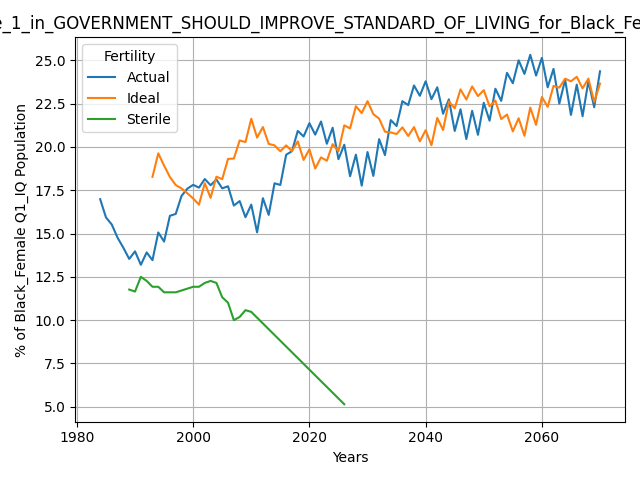 e_1_in_GOVERNMENT_SHOULD_IMPROVE_STANDARD_OF_LIVING_for_Black_Fe
Fertility
Actual
Ideal
Sterile
% of Black_Female Q1_IQ Population
25.0
22.5
20.0
17.5
15.0
12.5
10.0
7.5
5.0
1980 2000 2020 2040 2060
Years